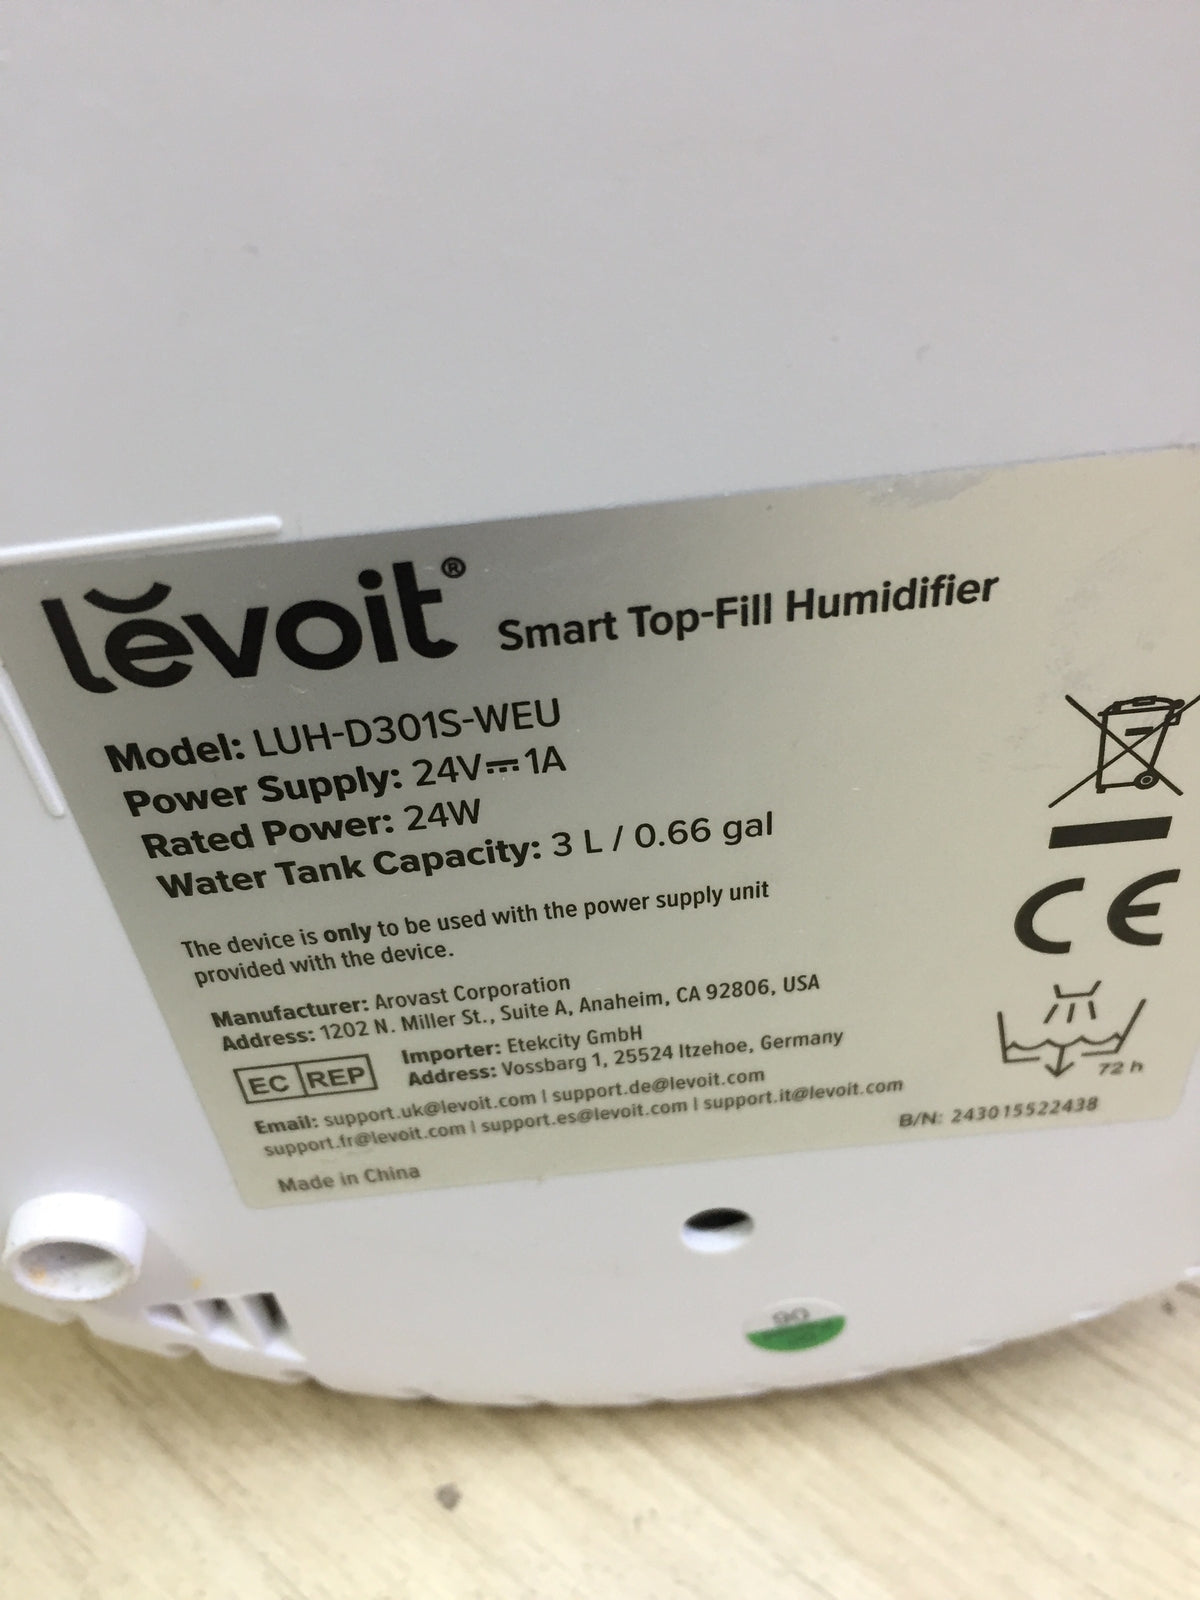 levoit®
Smart Top-Fill Humidifier
Model: LUH-D301S-WEU
Power Supply: 24V⎓1A
Rated Power: 24W
Water Tank Capacity: 3 L / 0.66 gal
The device is only to be used with the power supply unit
provided with the device.
Manufacturer: Arovast Corporation
Address: 1202 N. Miller St., Suite A, Anaheim, CA 92806, USA
EC REP
Importer: Etekcity GmbH
Address: Vossbarg 1, 25524 Itzehoe, Germany
Email: support.uk@levoit.com | support.de@levoit.com
support.fr@levoit.com | support.es@levoit.com | support.it@levoit.com
Made in China
CE
72 h
B/N: 243015522438